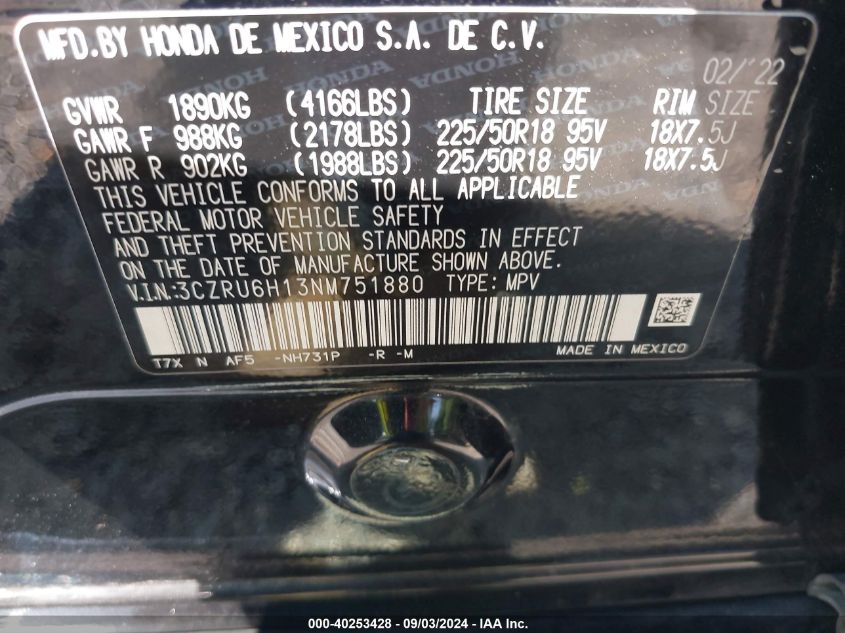 MFD.BY HONDA DE MEXICO S.A. DE C.V.
02/'22
GVWR 1890KG (4166LBS) TIRE SIZE RIM SIZE
GAWR F 988KG (2178LBS) 225/50R18 95V 18X7.5J
GAWR R 902KG (1988LBS) 225/50R18 95V 18X7.5J
THIS VEHICLE CONFORMS TO ALL APPLICABLE
FEDERAL MOTOR VEHICLE SAFETY
AND THEFT PREVENTION STANDARDS IN EFFECT
ON THE DATE OF MANUFACTURE SHOWN ABOVE.
V.I.N.:3CZRU6H13NM751880 TYPE: MPV
T7X N AF5 -NH731P -R -M MADE IN MEXICO
000-40253428 - 09/03/2024 - IAA Inc.